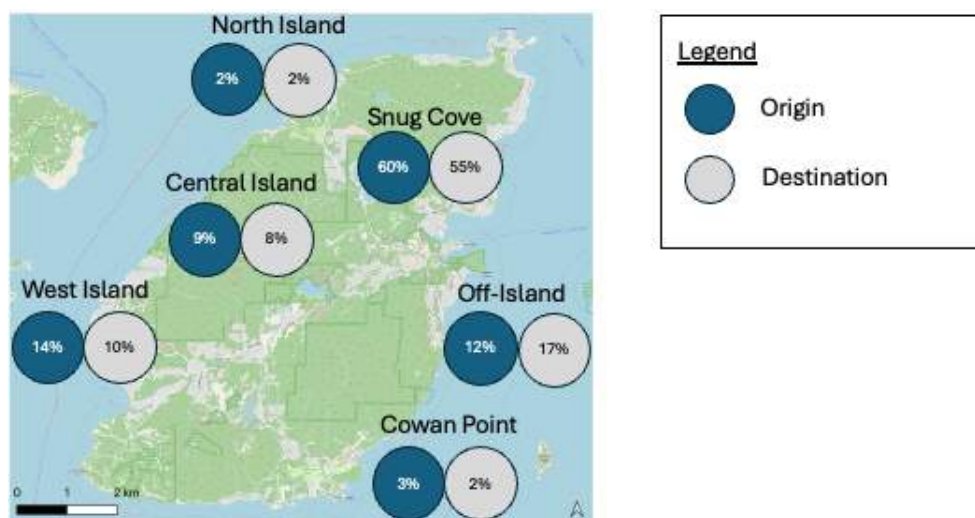 North Island
2%
2%
Snug Cove
60%
55%
Central Island
9%
8%
West Island
14%
10%
Off-Island
12%
17%
Cowan Point
3%
2%
0 1 2 km
Legend
Origin
Destination